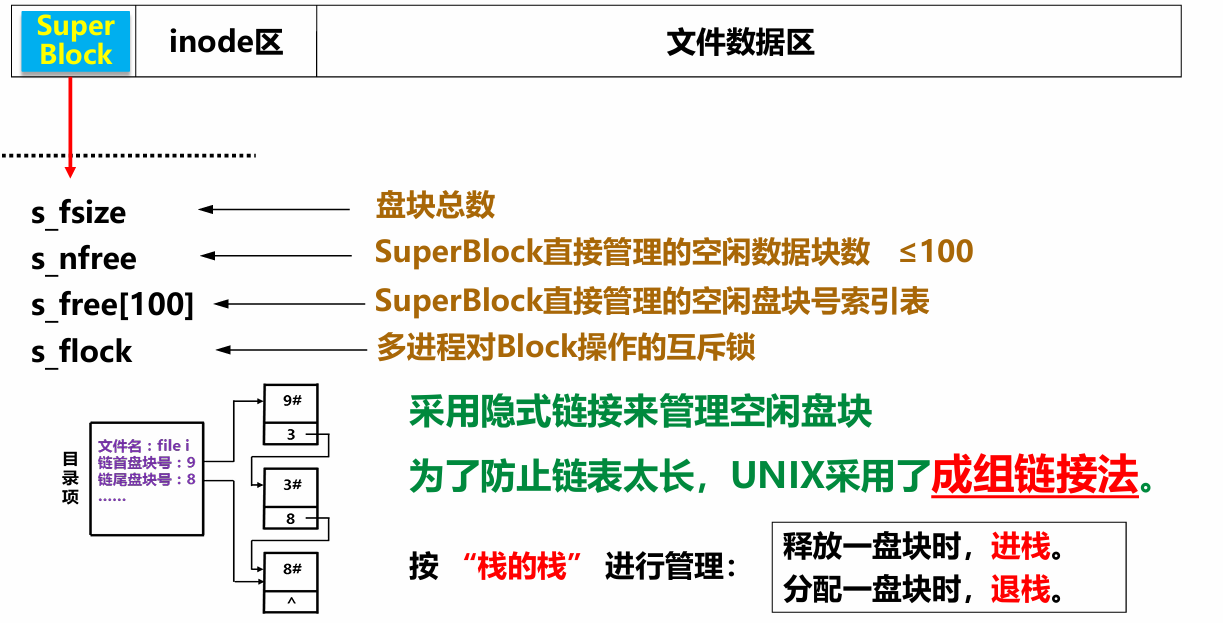 Super
Block
inode区
文件数据区
s_fsize
盘块总数
s_nfree
SuperBlock直接管理的空闲数据块数 ≤100
s_free[100]
SuperBlock直接管理的空闲盘块号索引表
s_flock
多进程对Block操作的互斥锁
目录项
文件名：file i
链首盘块号：9
链尾盘块号：8
......
9#
3
3#
8
8#
^
采用隐式链接来管理空闲盘块
为了防止链表太长，UNIX采用了成组链接法。
按 “栈的栈” 进行管理：
释放一盘块时，进栈。
分配一盘块时，退栈。